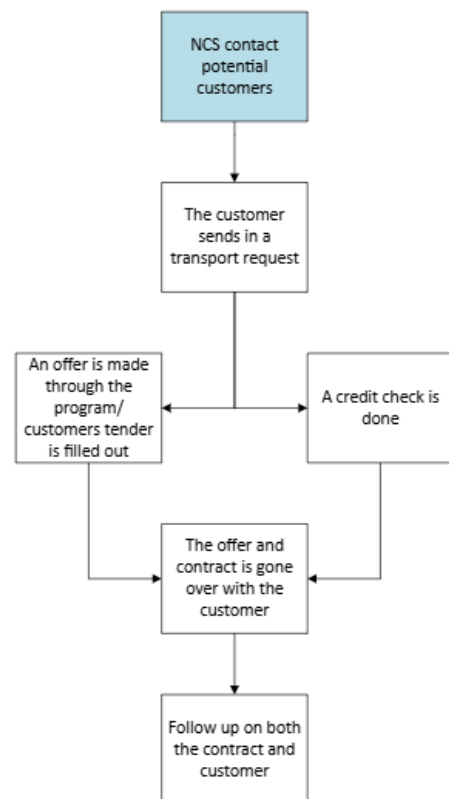 NCS contact
potential
customers
The customer
sends in a
transport request
An offer is made
through the
program/
customers tender
is filled out
A credit check is
done
The offer and
contract is gone
over with the
customer
Follow up on both
the contract and
customer